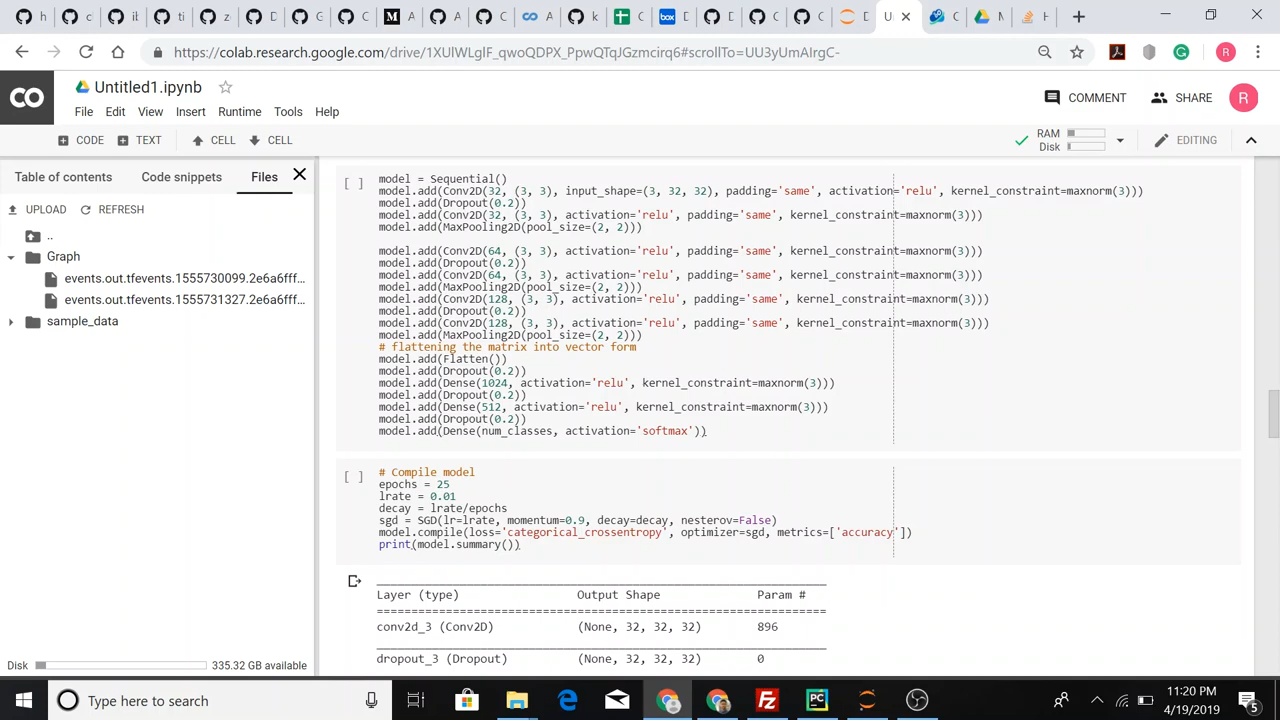 h
C
ib
ti
z
D
G
C
M A
A
C
A
k
C
box D
D
C
C
D
U
C
M
H
https://colab.research.google.com/drive/1XUlWLqlF_qwoQDPX_PpwQTqJGzmcirq6#scrollTo=UU3yUmAIrgC-
R
CO
Untitled1.ipynb
COMMENT
SHARE
R
File Edit View Insert Runtime Tools Help
CODE TEXT CELL CELL
RAM
Disk
EDITING
Table of contents Code snippets Files
UPLOAD REFRESH
..
Graph
events.out.tfevents.1555730099.2e6a6fff...
events.out.tfevents.1555731327.2e6a6fff...
sample_data
Disk 335.32 GB available
[ ]
model = Sequential()
model.add(Conv2D(32, (3, 3), input_shape=(3, 32, 32), padding='same', activation='relu', kernel_constraint=maxnorm(3)))
model.add(Dropout(0.2))
model.add(Conv2D(32, (3, 3), activation='relu', padding='same', kernel_constraint=maxnorm(3)))
model.add(MaxPooling2D(pool_size=(2, 2)))
model.add(Conv2D(64, (3, 3), activation='relu', padding='same', kernel_constraint=maxnorm(3)))
model.add(Dropout(0.2))
model.add(Conv2D(64, (3, 3), activation='relu', padding='same', kernel_constraint=maxnorm(3)))
model.add(MaxPooling2D(pool_size=(2, 2)))
model.add(Conv2D(128, (3, 3), activation='relu', padding='same', kernel_constraint=maxnorm(3)))
model.add(Dropout(0.2))
model.add(Conv2D(128, (3, 3), activation='relu', padding='same', kernel_constraint=maxnorm(3)))
model.add(MaxPooling2D(pool_size=(2, 2)))
# flattening the matrix into vector form
model.add(Flatten())
model.add(Dropout(0.2))
model.add(Dense(1024, activation='relu', kernel_constraint=maxnorm(3)))
model.add(Dropout(0.2))
model.add(Dense(512, activation='relu', kernel_constraint=maxnorm(3)))
model.add(Dropout(0.2))
model.add(Dense(num_classes, activation='softmax'))
[ ]
# Compile model
epochs = 25
lrate = 0.01
decay = lrate/epochs
sgd = SGD(lr=lrate, momentum=0.9, decay=decay, nesterov=False)
model.compile(loss='categorical_crossentropy', optimizer=sgd, metrics=['accuracy'])
print(model.summary())
Layer (type) Output Shape Param #
conv2d_3 (Conv2D) (None, 32, 32, 32) 896
dropout_3 (Dropout) (None, 32, 32, 32) 0
Type here to search
PC
11:20 PM
4/19/2019
5